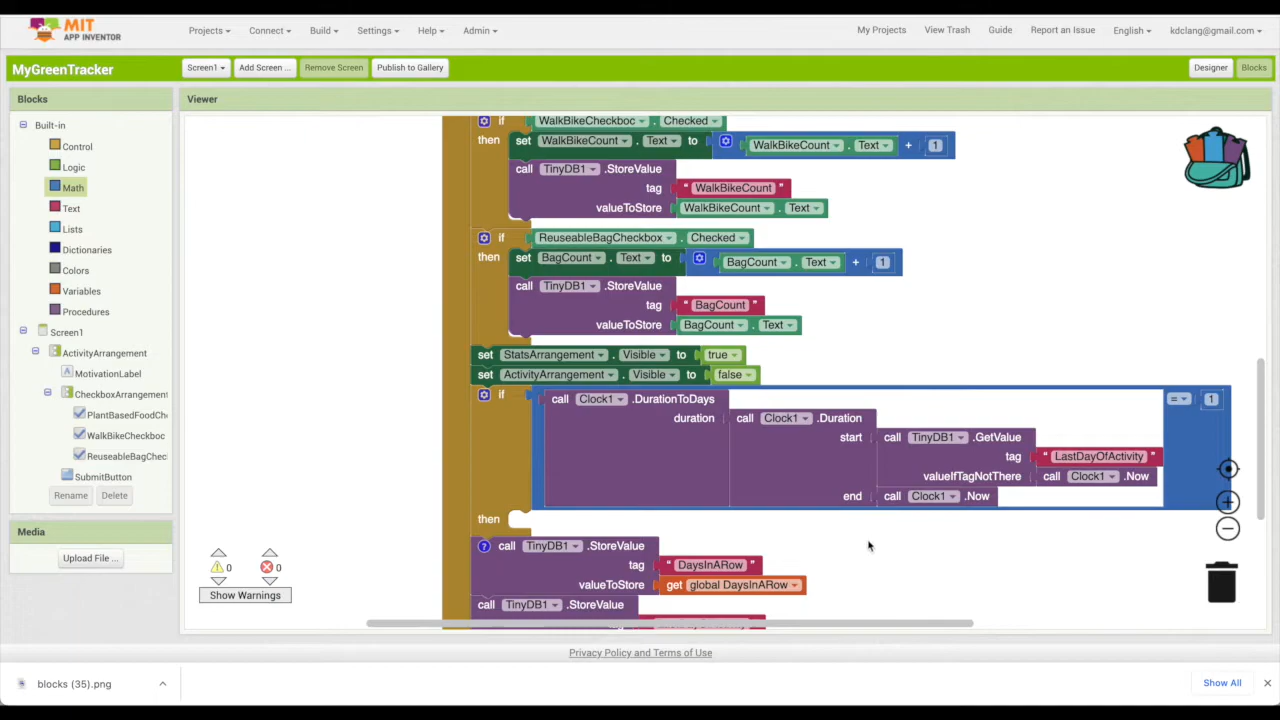 MIT
APP INVENTOR
Projects Connect Build Settings Help Admin My Projects View Trash Guide Report an Issue English kdclang@gmail.com
MyGreenTracker Screen1 Add Screen ... Remove Screen Publish to Gallery Designer Blocks
Blocks
Viewer
Built-in
Control
Logic
Math
Text
Lists
Dictionaries
Colors
Variables
Procedures
Screen1
ActivityArrangement
MotivationLabel
CheckboxArrangement
PlantBasedFoodChe
WalkBikeCheckboc
ReuseableBagChec
SubmitButton
Rename Delete
Media
Upload File ...
if WalkBikeCheckboc . Checked
then set WalkBikeCount . Text to WalkBikeCount . Text + 1
call TinyDB1 .StoreValue
tag " WalkBikeCount "
valueToStore WalkBikeCount . Text
if ReuseableBagCheckbox . Checked
then set BagCount . Text to BagCount . Text + 1
call TinyDB1 .StoreValue
tag " BagCount "
valueToStore BagCount . Text
set StatsArrangement . Visible to true
set ActivityArrangement . Visible to false
if call Clock1 .DurationToDays = 1
duration call Clock1 .Duration
start call TinyDB1 .GetValue
tag " LastDayOfActivity "
valueIfTagNotThere call Clock1 .Now
end call Clock1 .Now
then
? call TinyDB1 .StoreValue
tag " DaysInARow "
valueToStore get global DaysInARow
call TinyDB1 .StoreValue
0 0
Show Warnings
Privacy Policy and Terms of Use
blocks (35).png
Show All